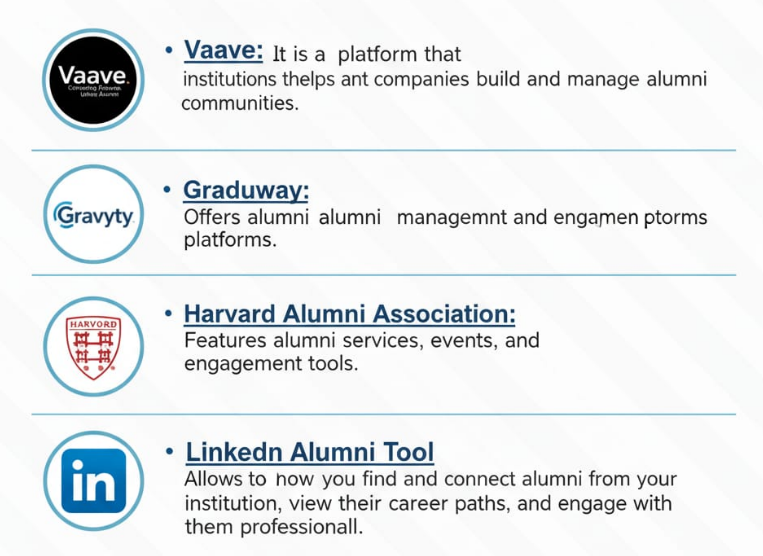 Vaave.
• Vaave: It is a platform that
institutions thelps ant companies build and manage alumni
communities.
Gravyty
• Graduway:
Offers alumni alumni managemnt and engamen ptorms
platforms.
HARVORD
• Harvard Alumni Association:
Features alumni services, events, and
engagement tools.
in
• Linkedn Alumni Tool
Allows to how you find and connect alumni from your
institution, view their career paths, and engage with
them professionall.